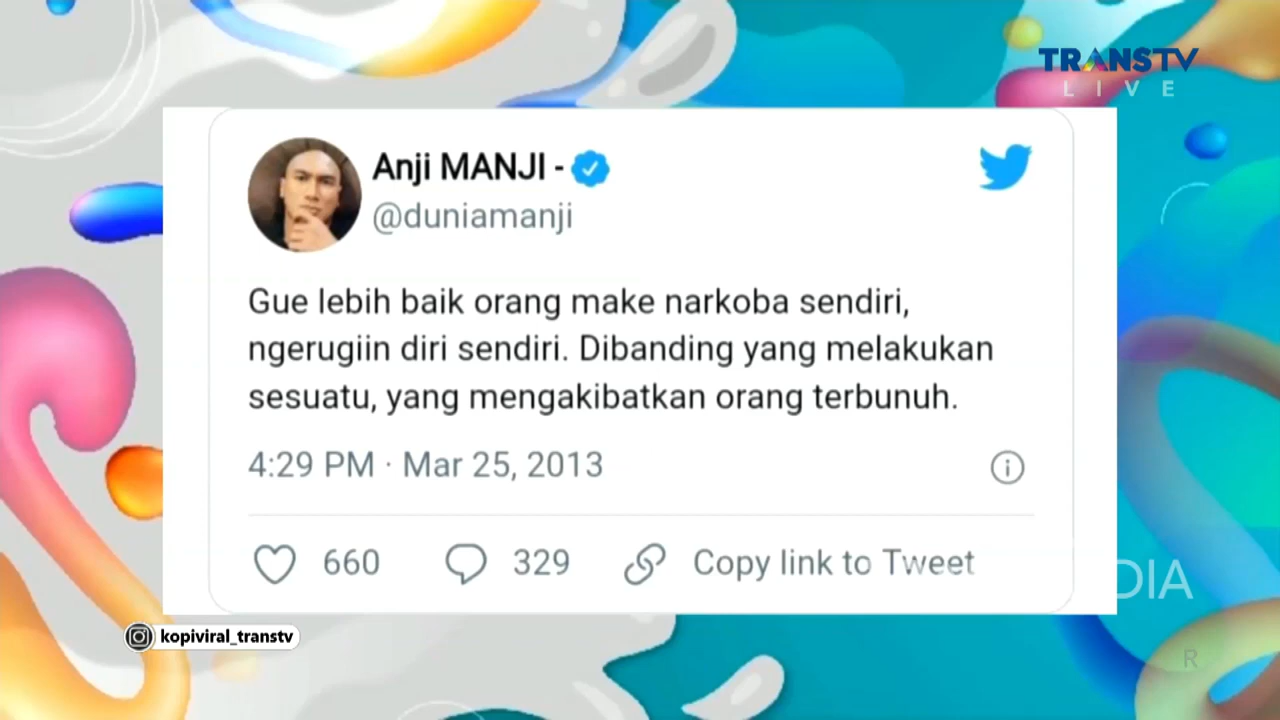 TRANSTV
LIVE
Anji MANJI -
@duniamanji
Gue lebih baik orang make narkoba sendiri,
ngerugiin diri sendiri. Dibanding yang melakukan
sesuatu, yang mengakibatkan orang terbunuh.
4:29 PM · Mar 25, 2013
660 329 Copy link to Tweet
DIA
kopiviral_transtv
R